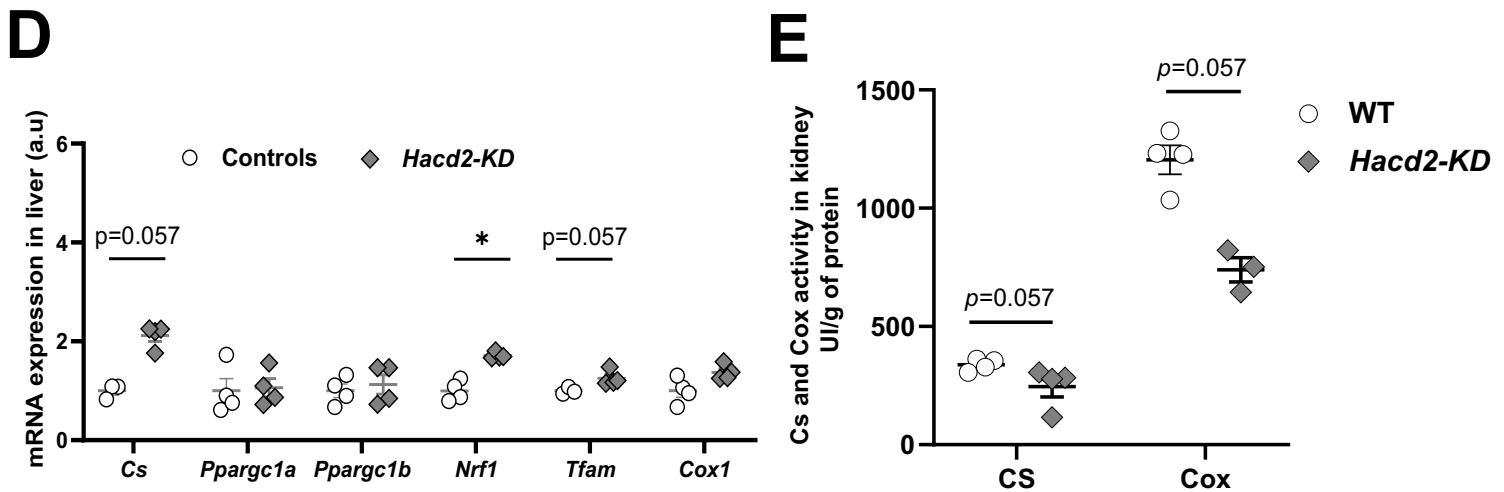 D
mRNA expression in liver (a.u)
6
4
2
0
Controls
Hacd2-KD
p=0.057
*
p=0.057
Cs
Ppargc1a
Ppargc1b
Nrf1
Tfam
Cox1
E
Cs and Cox activity in kidney
UI/g of protein
1500
1000
500
0
p=0.057
p=0.057
CS
Cox
WT
Hacd2-KD